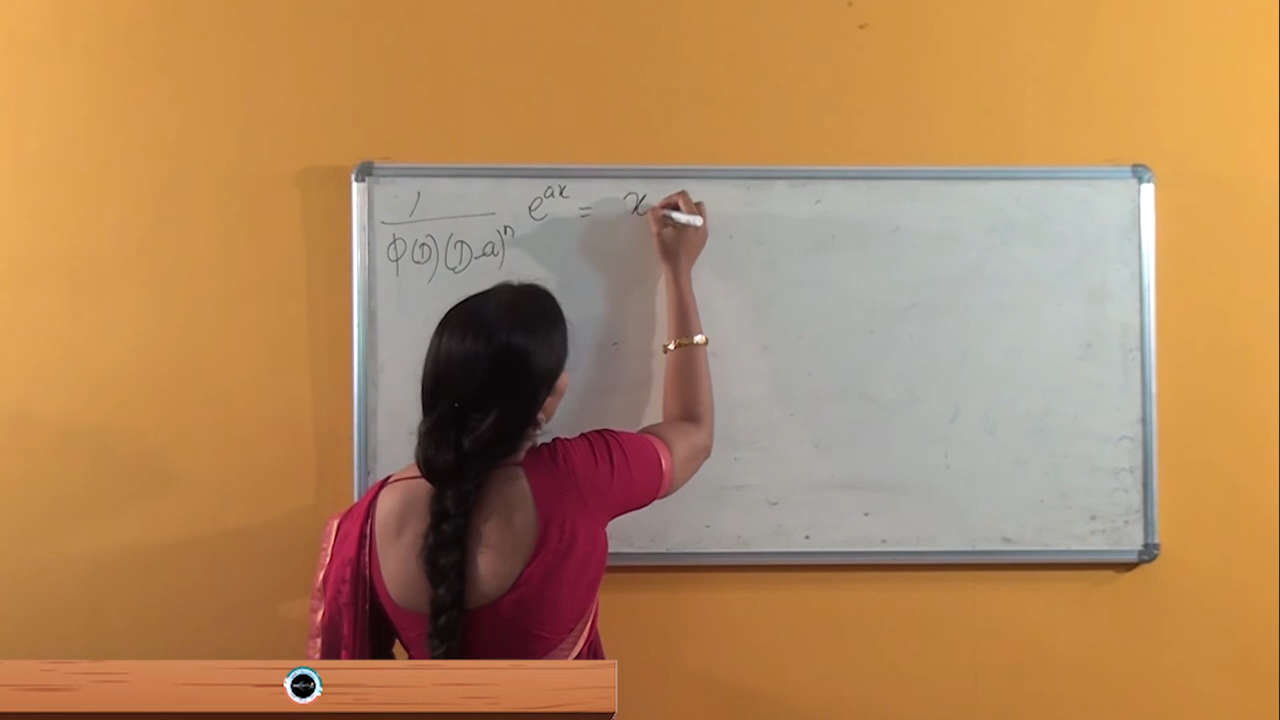 1/(ϕ(D)(D-a)^n) e^{ax} = x